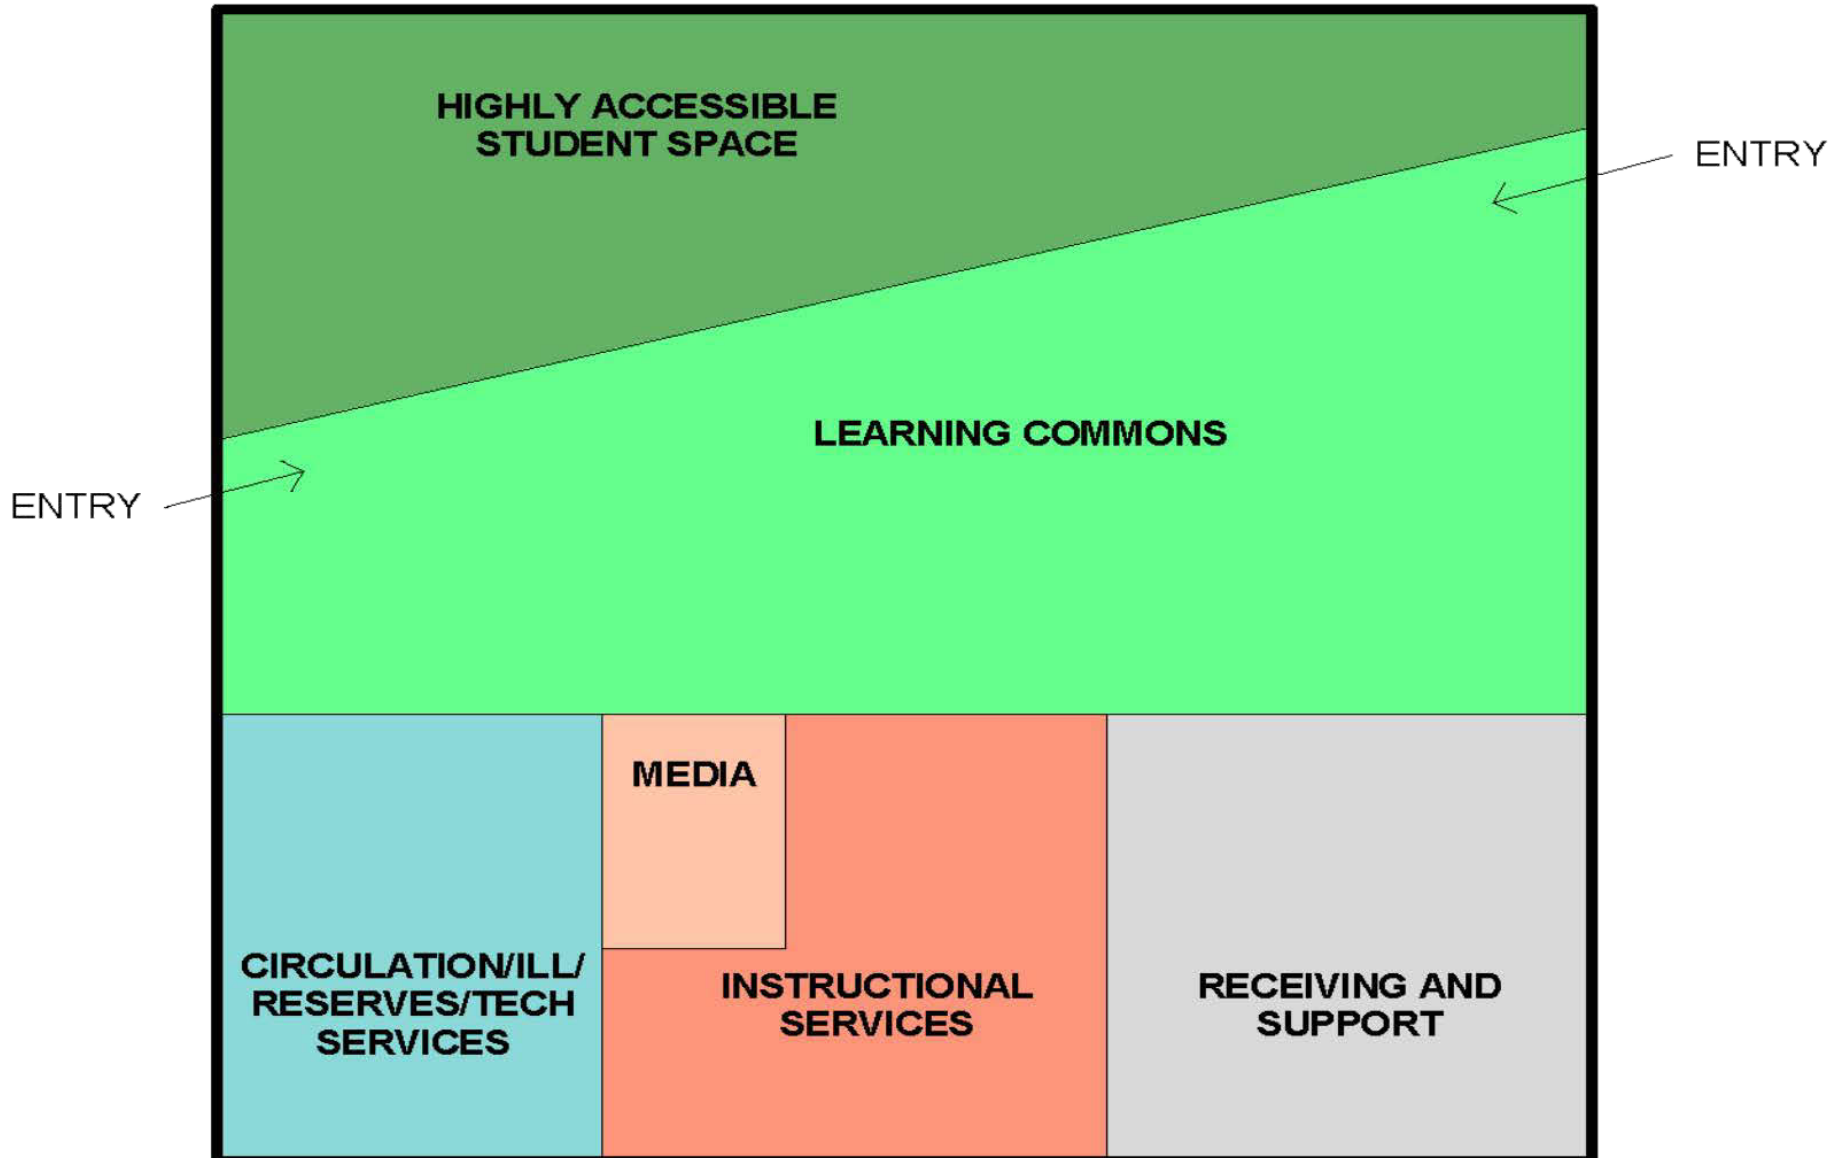 HIGHLY ACCESSIBLE
STUDENT SPACE
ENTRY
LEARNING COMMONS
ENTRY
MEDIA
CIRCULATION/ILL/
RESERVES/TECH
SERVICES
INSTRUCTIONAL
SERVICES
RECEIVING AND
SUPPORT